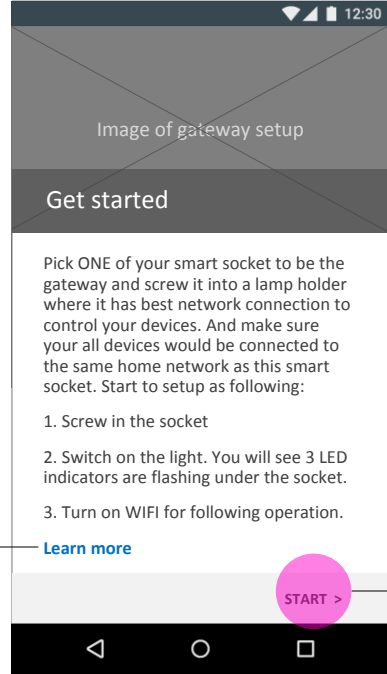 12:30
Image of gateway setup
Get started
Pick ONE of your smart socket to be the
gateway and screw it into a lamp holder
where it has best network connection to
control your devices. And make sure
your all devices would be connected to
the same home network as this smart
socket. Start to setup as following:
1. Screw in the socket
2. Switch on the light. You will see 3 LED
indicators are flashing under the socket.
3. Turn on WIFI for following operation.
Learn more
START >